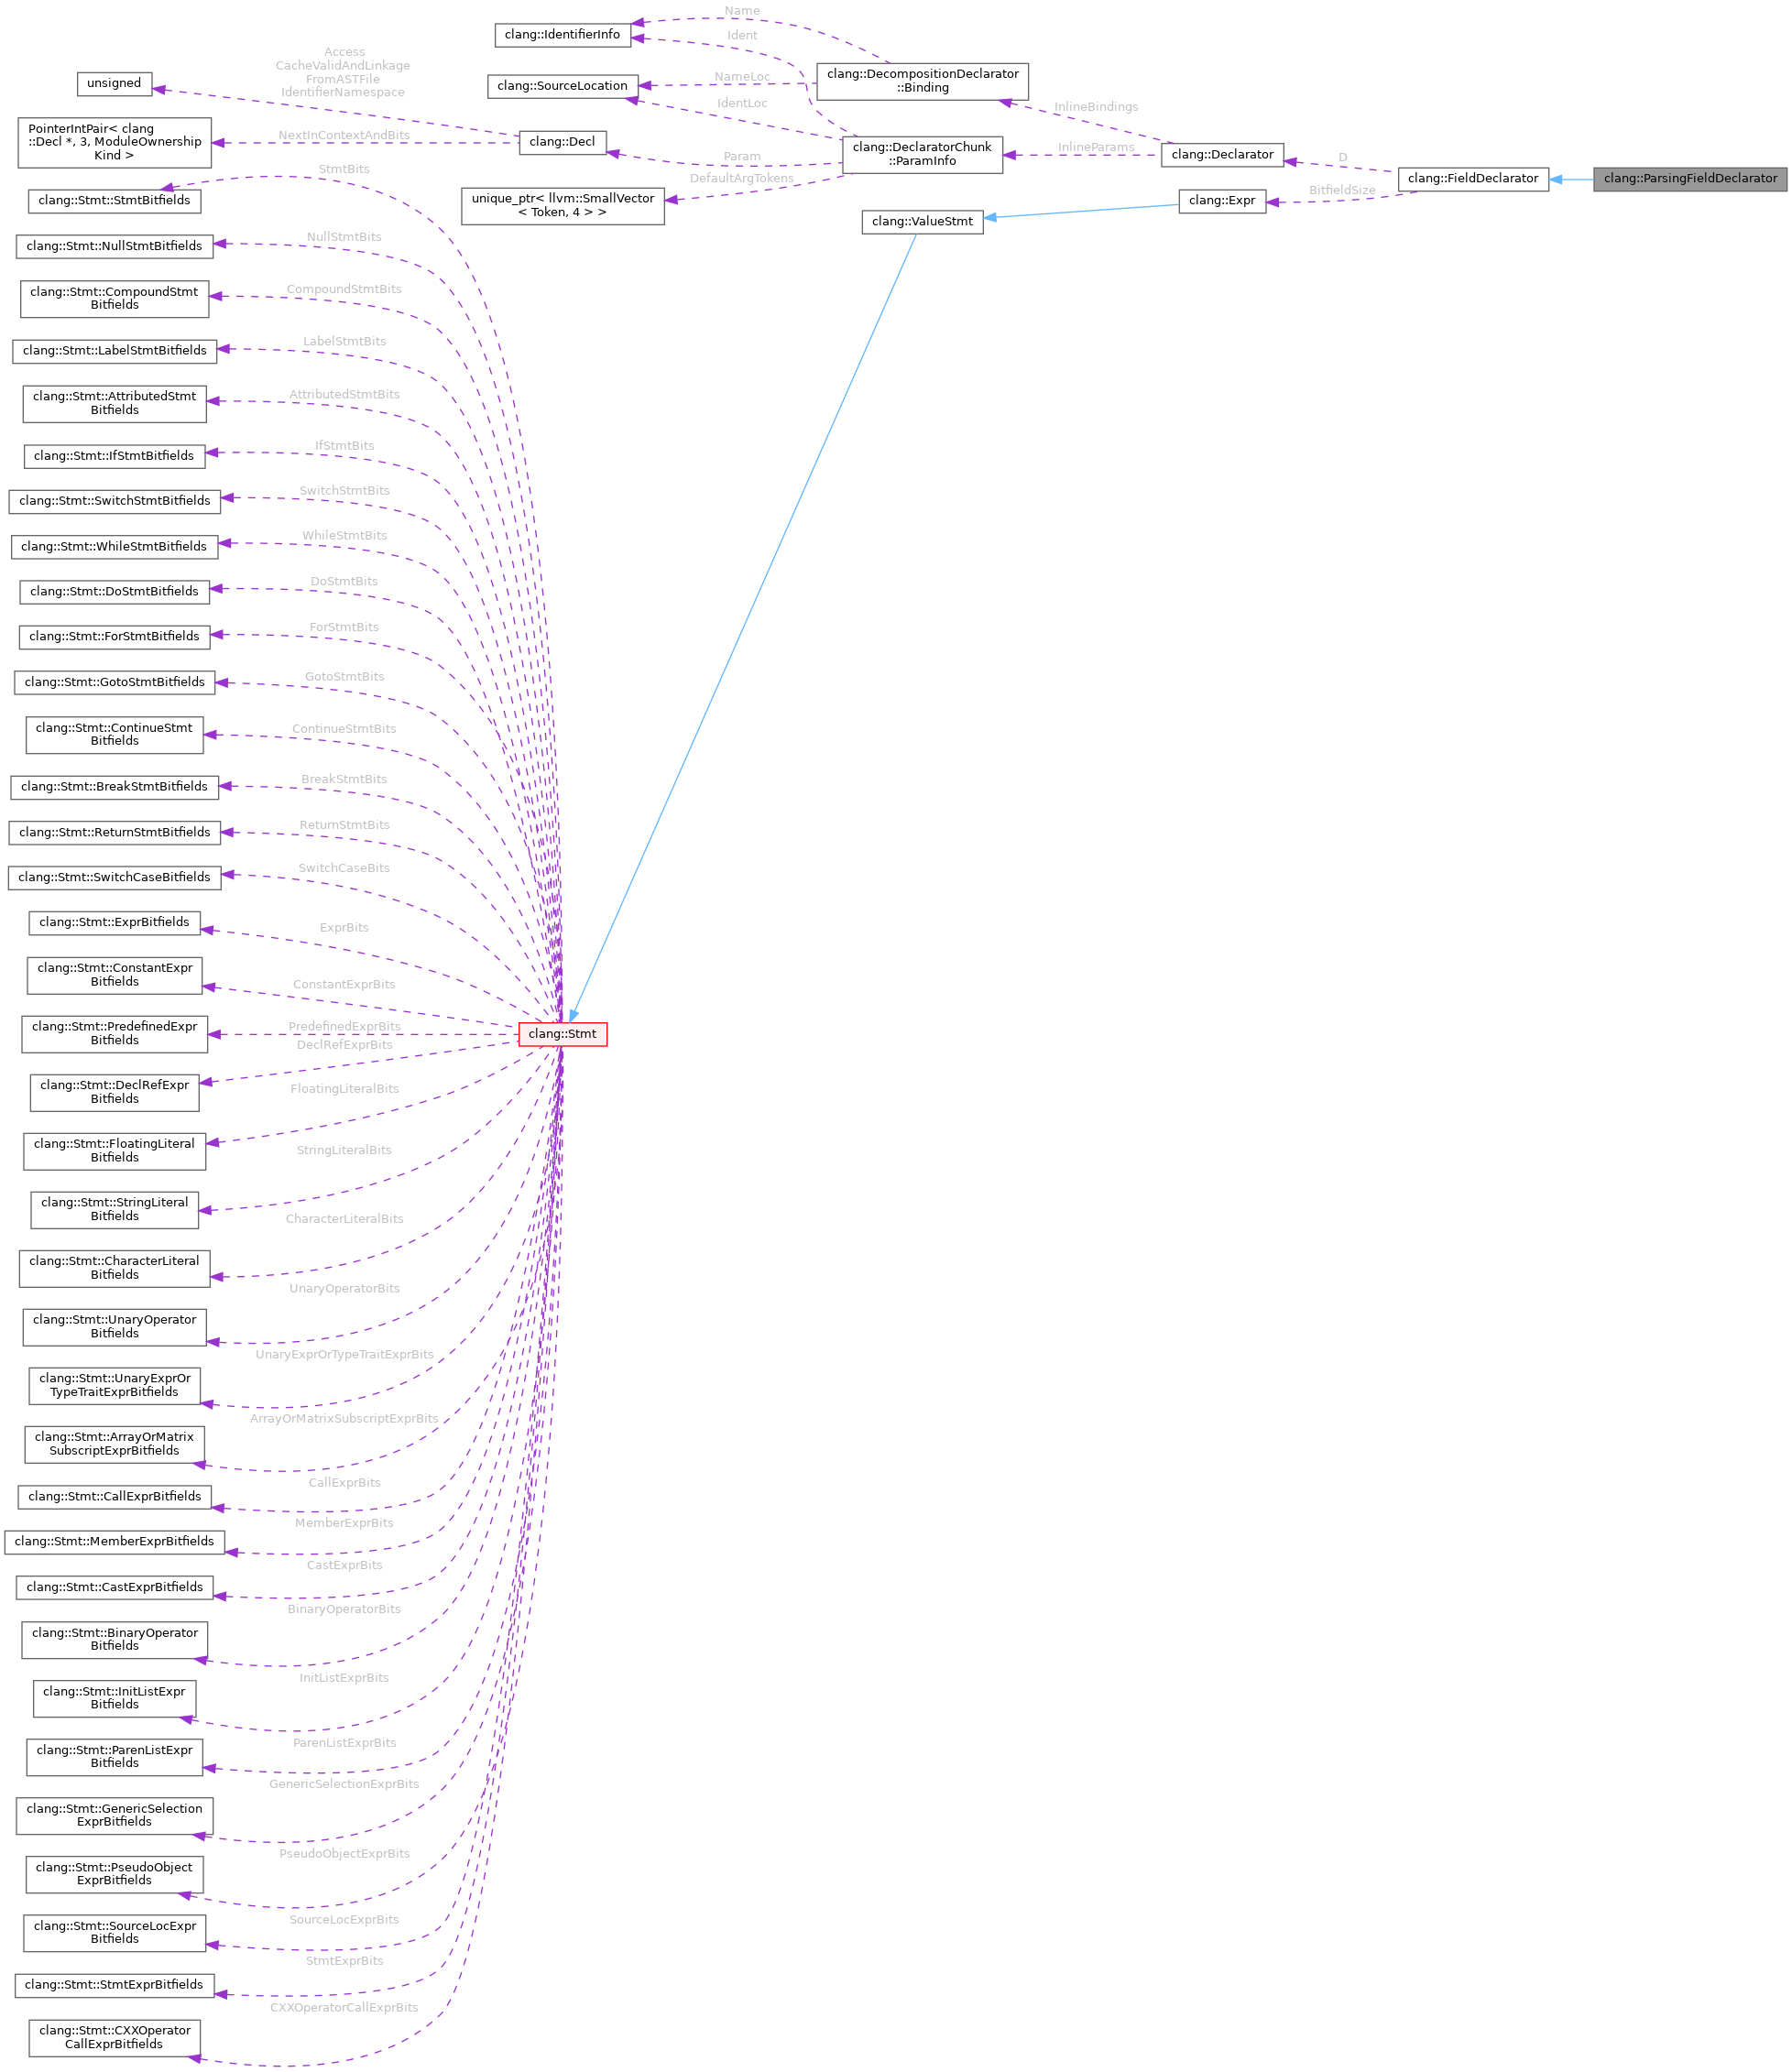 Name
clang::IdentifierInfo
Ident
Access
CacheValidAndLinkage
FromASTFile
IdentifierNamespace
unsigned
clang::SourceLocation
NameLoc
IdentLoc
clang::DecompositionDeclarator
::Binding
InlineBindings
PointerIntPair< clang
::Decl *, 3, ModuleOwnership
Kind >
NextInContextAndBits
clang::Decl
Param
DefaultArgTokens
clang::DeclaratorChunk
::ParamInfo
InlineParams
clang::Declarator
D
clang::FieldDeclarator
clang::ParsingFieldDeclarator
BitfieldSize
clang::Expr
unique_ptr< llvm::SmallVector
< Token, 4 > >
clang::ValueStmt
StmtBits
clang::Stmt::StmtBitfields
NullStmtBits
clang::Stmt::NullStmtBitfields
CompoundStmtBits
clang::Stmt::CompoundStmt
Bitfields
LabelStmtBits
clang::Stmt::LabelStmtBitfields
AttributedStmtBits
clang::Stmt::AttributedStmt
Bitfields
IfStmtBits
clang::Stmt::IfStmtBitfields
SwitchStmtBits
clang::Stmt::SwitchStmtBitfields
WhileStmtBits
clang::Stmt::WhileStmtBitfields
DoStmtBits
clang::Stmt::DoStmtBitfields
ForStmtBits
clang::Stmt::ForStmtBitfields
GotoStmtBits
clang::Stmt::GotoStmtBitfields
ContinueStmtBits
clang::Stmt::ContinueStmt
Bitfields
BreakStmtBits
clang::Stmt::BreakStmtBitfields
ReturnStmtBits
clang::Stmt::ReturnStmtBitfields
SwitchCaseBits
clang::Stmt::SwitchCaseBitfields
ExprBits
clang::Stmt::ExprBitfields
ConstantExprBits
clang::Stmt::ConstantExpr
Bitfields
PredefinedExprBits
clang::Stmt::PredefinedExpr
Bitfields
clang::Stmt
DeclRefExprBits
clang::Stmt::DeclRefExpr
Bitfields
FloatingLiteralBits
clang::Stmt::FloatingLiteral
Bitfields
StringLiteralBits
clang::Stmt::StringLiteral
Bitfields
CharacterLiteralBits
clang::Stmt::CharacterLiteral
Bitfields
UnaryOperatorBits
clang::Stmt::UnaryOperator
Bitfields
UnaryExprOrTypeTraitExprBits
clang::Stmt::UnaryExprOr
TypeTraitExprBitfields
ArrayOrMatrixSubscriptExprBits
clang::Stmt::ArrayOrMatrix
SubscriptExprBitfields
CallExprBits
clang::Stmt::CallExprBitfields
MemberExprBits
clang::Stmt::MemberExprBitfields
CastExprBits
clang::Stmt::CastExprBitfields
BinaryOperatorBits
clang::Stmt::BinaryOperator
Bitfields
InitListExprBits
clang::Stmt::InitListExpr
Bitfields
ParenListExprBits
clang::Stmt::ParenListExpr
Bitfields
GenericSelectionExprBits
clang::Stmt::GenericSelection
ExprBitfields
PseudoObjectExprBits
clang::Stmt::PseudoObject
ExprBitfields
SourceLocExprBits
clang::Stmt::SourceLocExpr
Bitfields
StmtExprBits
clang::Stmt::StmtExprBitfields
CXXOperatorCallExprBits
clang::Stmt::CXXOperator
CallExprBitfields